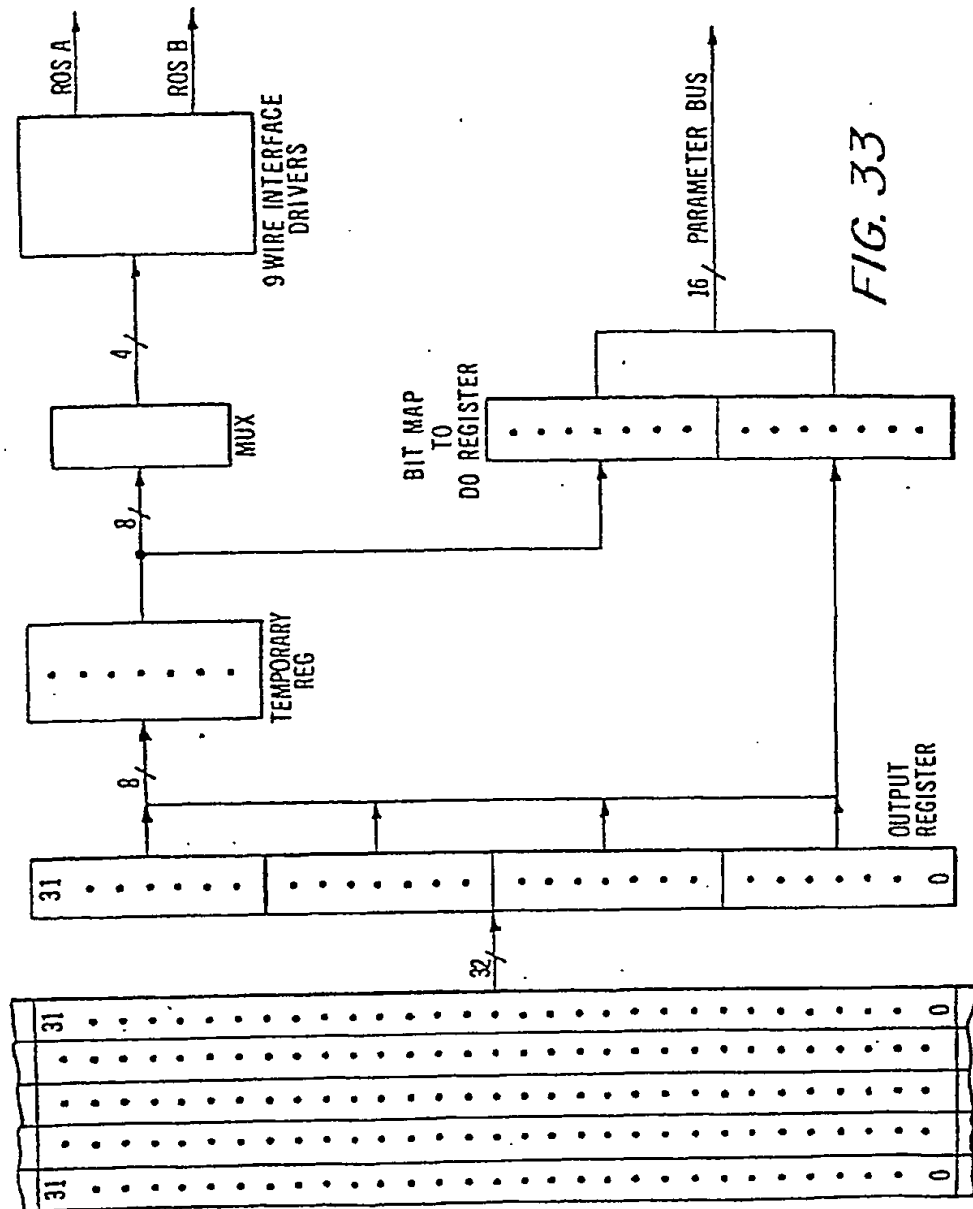 31
31
0
0
32
31
0
OUTPUT
REGISTER
8
TEMPORARY
REG
8
MUX
4
9 WIRE INTERFACE
DRIVERS
ROS A
ROS B
BIT MAP
TO
DO REGISTER
16
PARAMETER BUS
FIG. 33